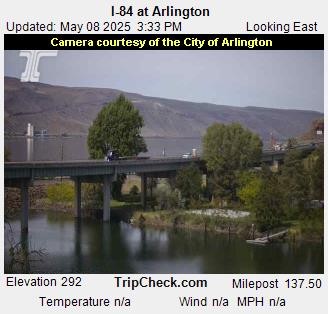 I-84 at Arlington
Updated: May 08 2025 3:33 PM Looking East
Camera courtesy of the City of Arlington
Elevation 292 TripCheck.com Milepost 137.50
Temperature n/a Wind n/a MPH n/a